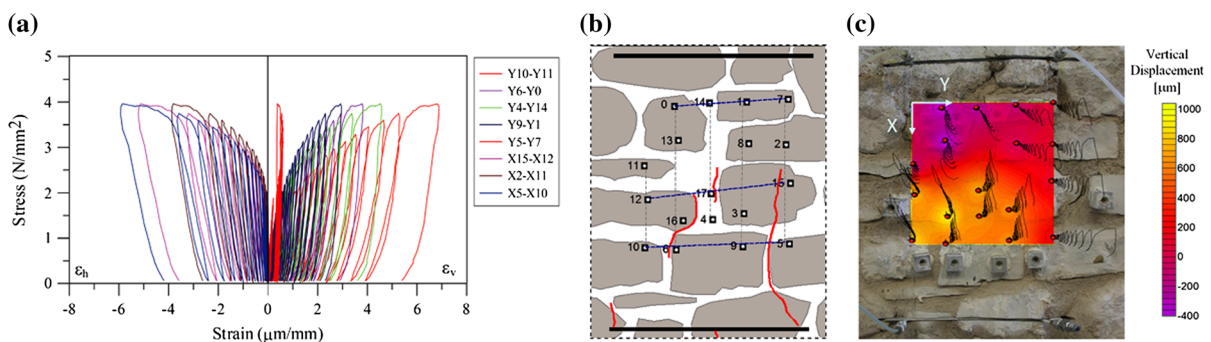 (a)
5
4
3
2
1
0
Stress (N/mm²)
εh
εv
-8
-6
-4
-2
0
2
4
6
8
Strain (μm/mm)
Y10-Y11
Y6-Y0
Y4-Y14
Y9-Y1
Y5-Y7
X15-X12
X2-X11
X5-X10
(b)
0
14
1
7
13
8
2
11
12
17
15
16
4
3
10
6
9
5
(c)
Y
X
Vertical
Displacement
[μm]
1000
800
600
400
200
0
-200
-400